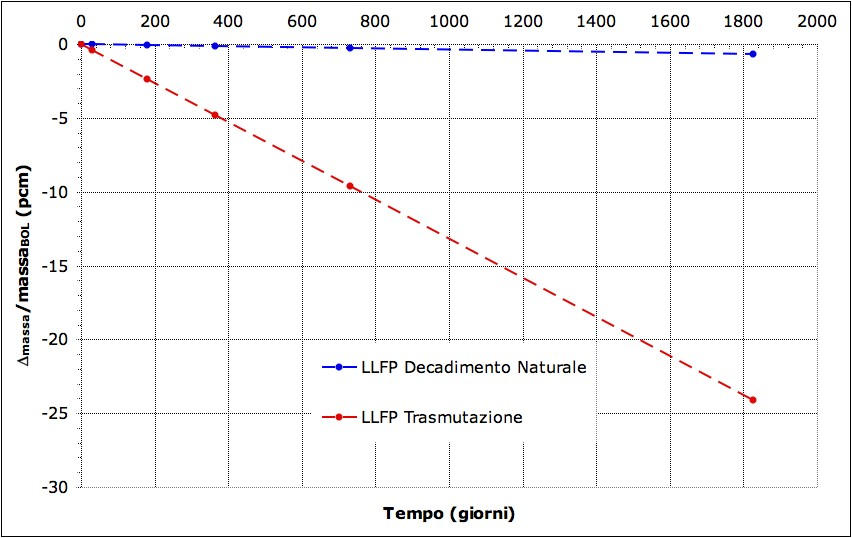 0 200 400 600 800 1000 1200 1400 1600 1800 2000
0
-5
-10
-15
-20
-25
-30
Δmassa/massaBOL (pcm)
LLFP Decadimento Naturale
LLFP Trasmutazione
Tempo (giorni)